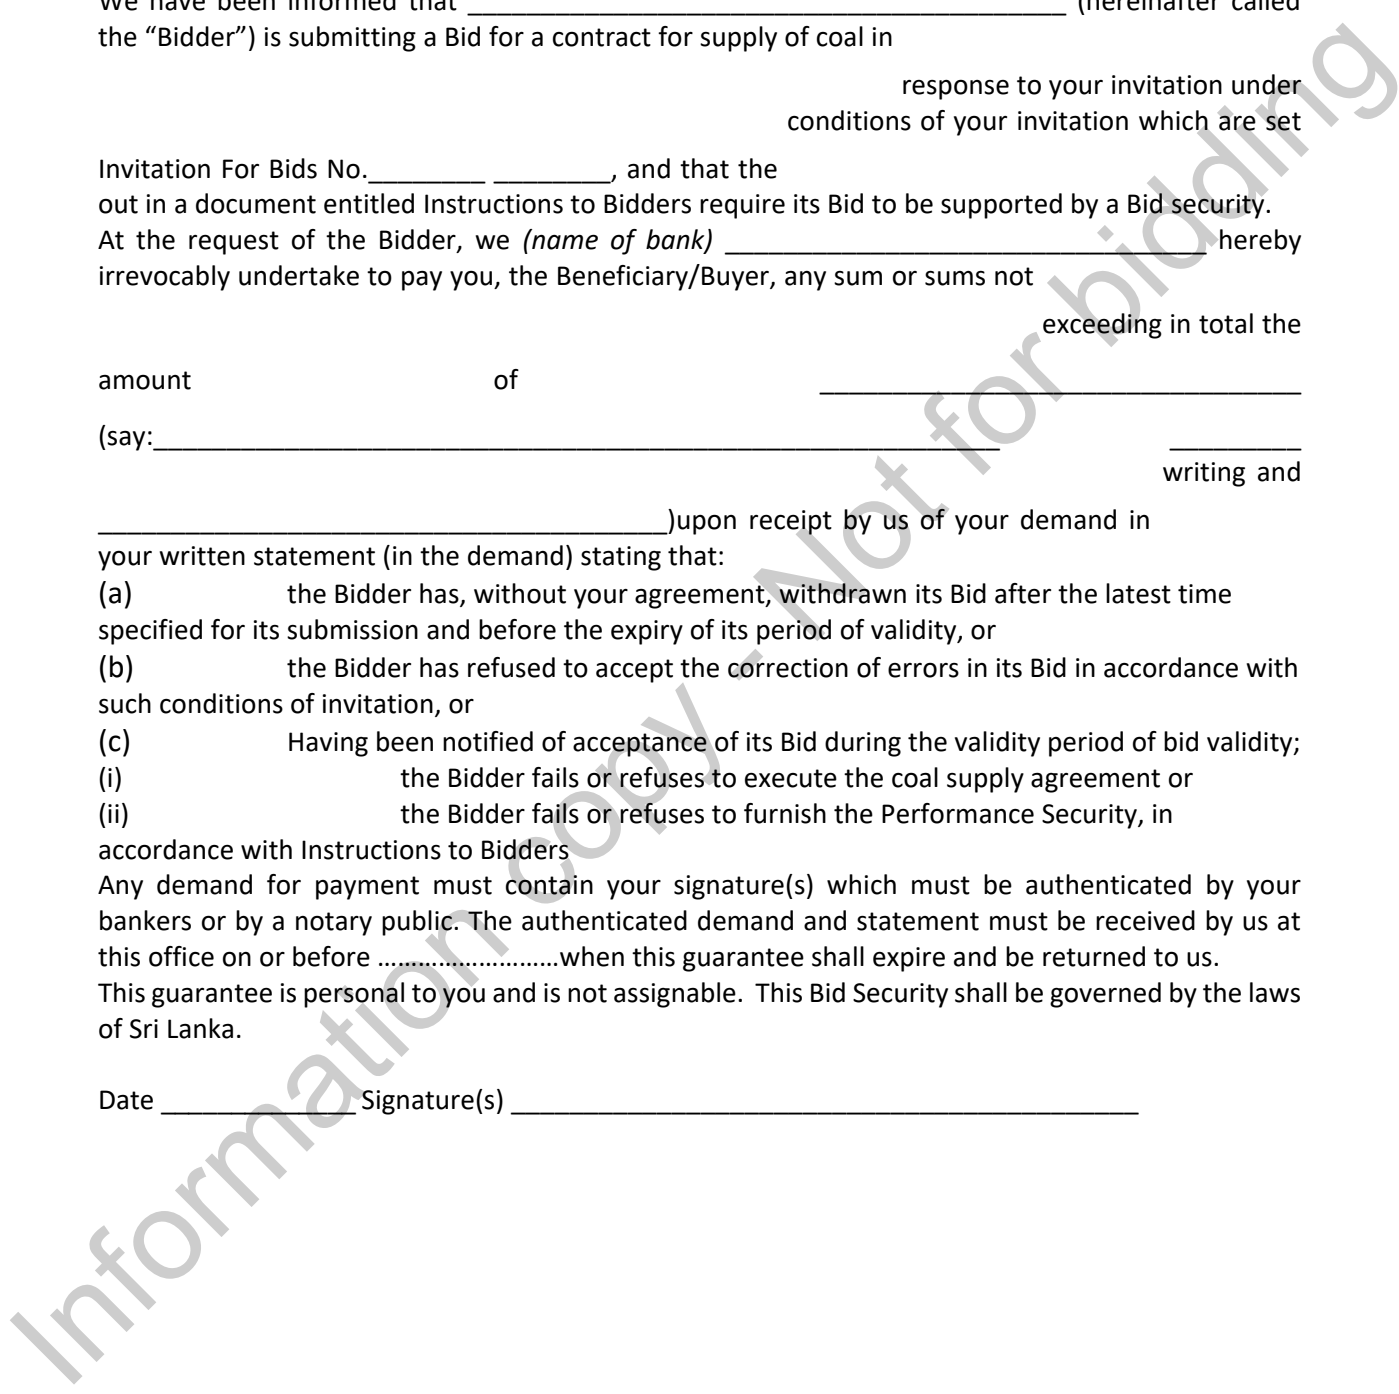 We have been informed that _________________________________________ (hereinafter called
the “Bidder”) is submitting a Bid for a contract for supply of coal in
response to your invitation under
conditions of your invitation which are set
Invitation For Bids No.________ ________, and that the
out in a document entitled Instructions to Bidders require its Bid to be supported by a Bid security.
At the request of the Bidder, we (name of bank) _________________________________ hereby
irrevocably undertake to pay you, the Beneficiary/Buyer, any sum or sums not
exceeding in total the
amount of _________________________________
(say:__________________________________________________________ _________
writing and
_______________________________________)upon receipt by us of your demand in
your written statement (in the demand) stating that:
(a) the Bidder has, without your agreement, withdrawn its Bid after the latest time
specified for its submission and before the expiry of its period of validity, or
(b) the Bidder has refused to accept the correction of errors in its Bid in accordance with
such conditions of invitation, or
(c) Having been notified of acceptance of its Bid during the validity period of bid validity;
(i) the Bidder fails or refuses to execute the coal supply agreement or
(ii) the Bidder fails or refuses to furnish the Performance Security, in
accordance with Instructions to Bidders
Any demand for payment must contain your signature(s) which must be authenticated by your
bankers or by a notary public. The authenticated demand and statement must be received by us at
this office on or before ………………………when this guarantee shall expire and be returned to us.
This guarantee is personal to you and is not assignable. This Bid Security shall be governed by the laws
of Sri Lanka.
Date _____________ Signature(s) ___________________________________________
Information copy - Not for bidding